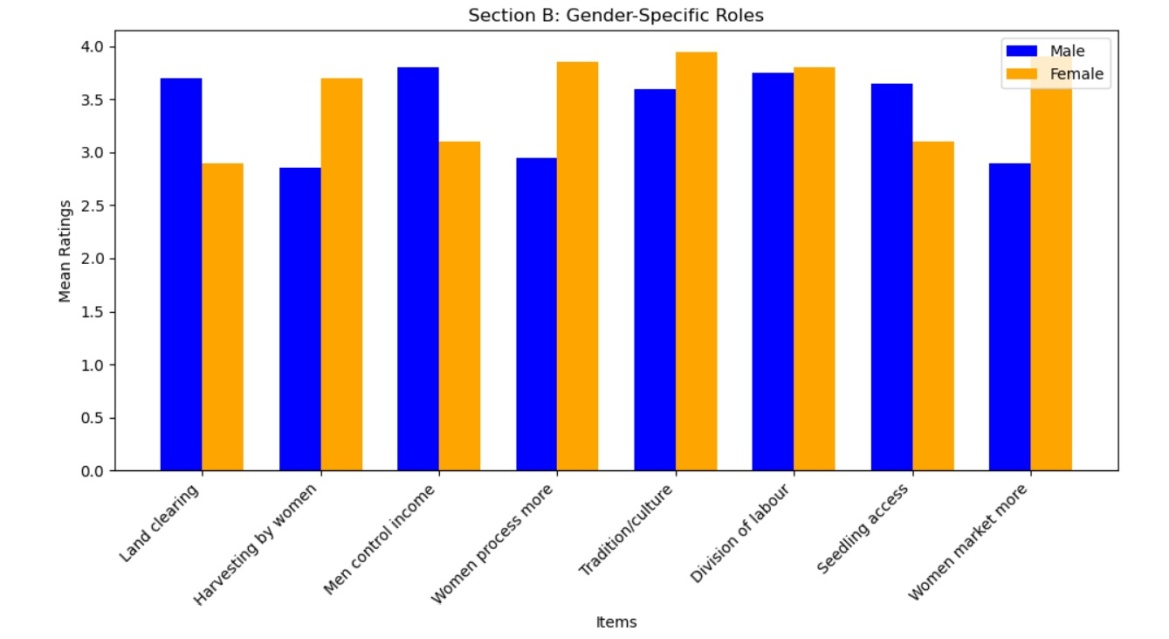 Section B: Gender-Specific Roles
Male
Female
Mean Ratings
4.0
3.5
3.0
2.5
2.0
1.5
1.0
0.5
0.0
Land clearing
Harvesting by women
Men control income
Women process more
Tradition/culture
Division of labour
Seedling access
Women market more
Items